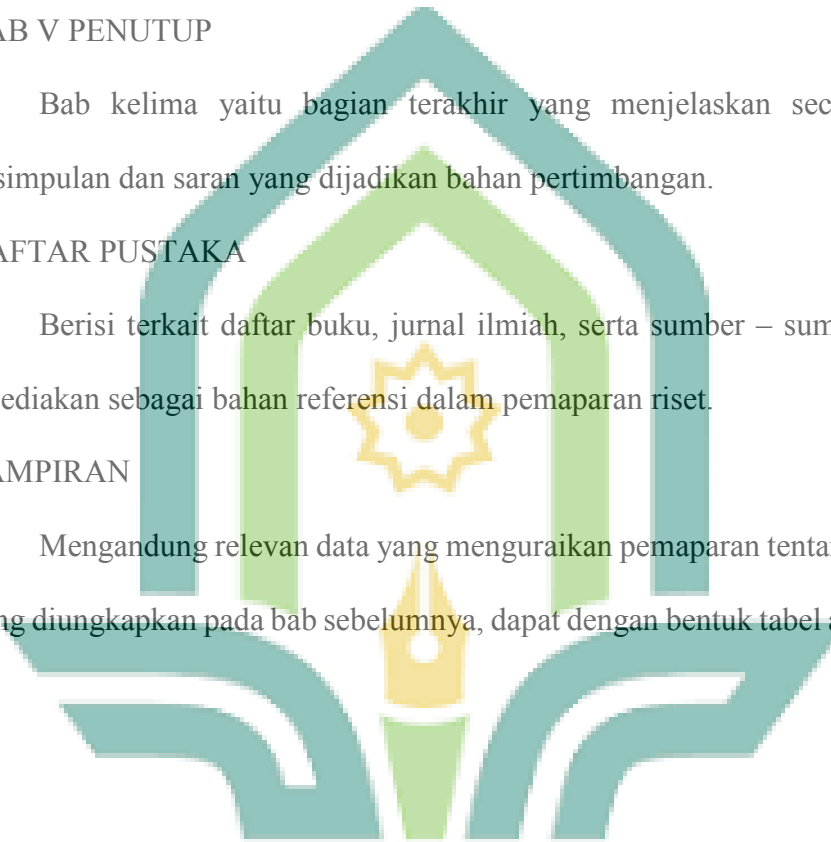 AB V PENUTUP
Bab kelima yaitu bagian terakhir yang menjelaskan sec
simpulan dan saran yang dijadikan bahan pertimbangan.
AFTAR PUSTAKA
Berisi terkait daftar buku, jurnal ilmiah, serta sumber – sum
ediakan sebagai bahan referensi dalam pemaparan riset.
AMPIRAN
Mengandung relevan data yang menguraikan pemaparan tenta
ng diungkapkan pada bab sebelumnya, dapat dengan bentuk tabel a